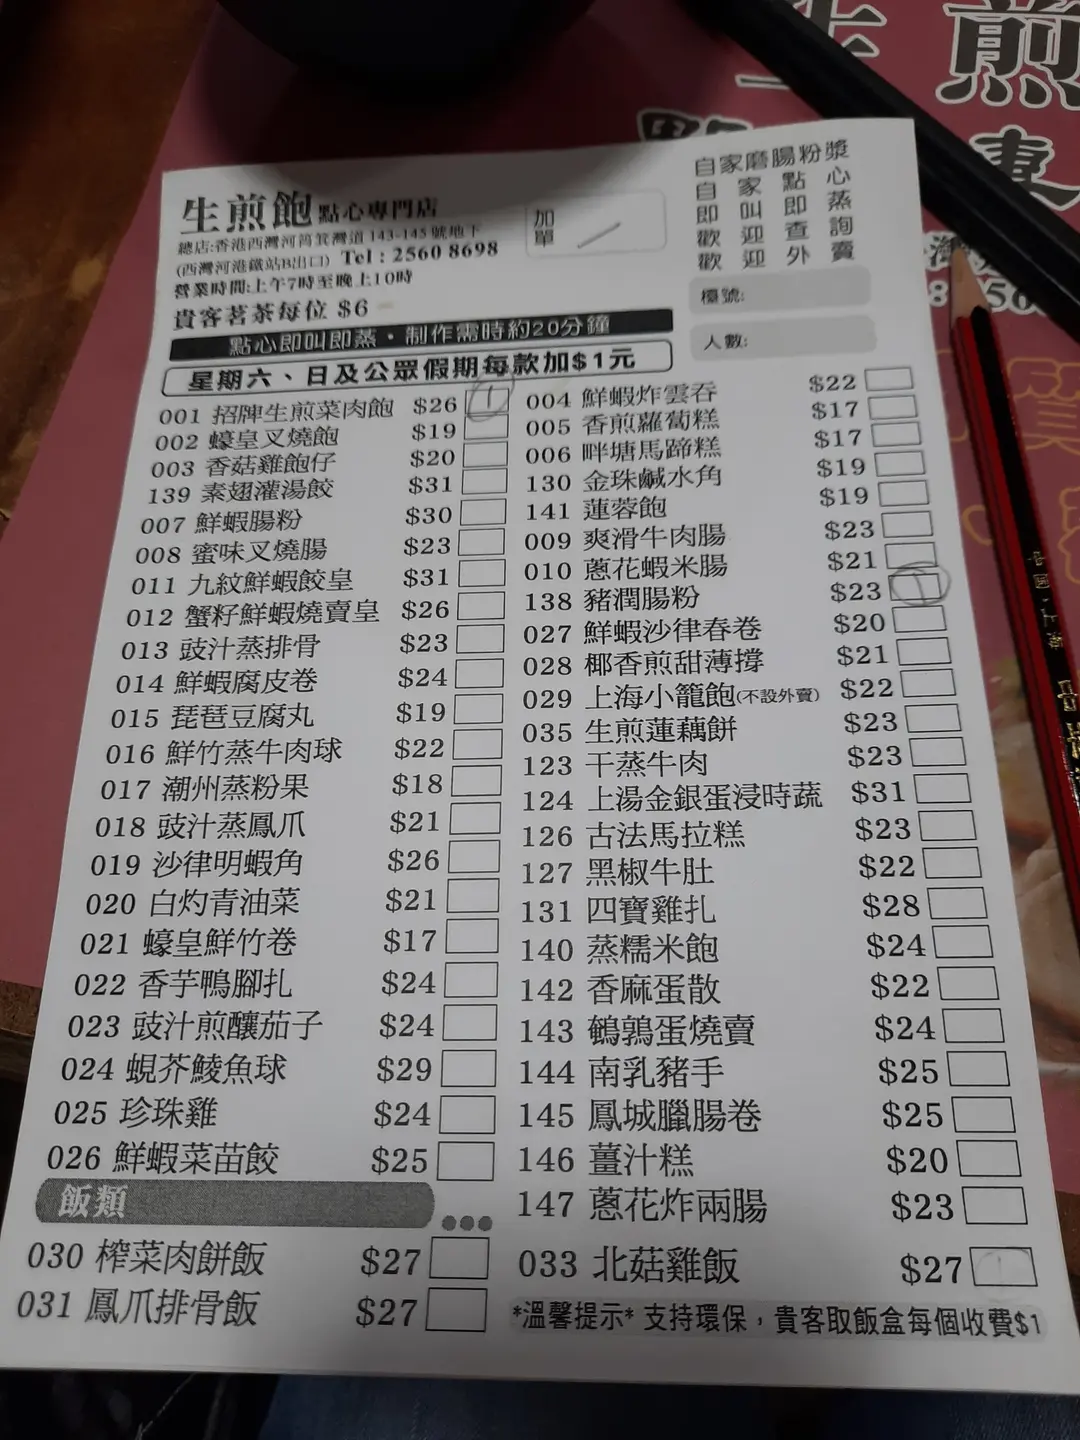 生煎
生煎飽 點心專門店
總店:香港西灣河筲箕灣道 143-145 號地下
(西灣河港鐵站B出口) Tel : 2560 8698
營業時間:上午7時至晚上10時
貴客茗茶每位 $6
加單
自家磨腸粉漿
自家點心
即叫即蒸
歡迎查詢
歡迎外賣
檯號:
人數:
點心即叫即蒸・制作需時約20分鐘
星期六、日及公眾假期每款加$1元
001 招牌生煎菜肉飽 $26 1
002 蠔皇叉燒飽 $19
003 香菇雞飽仔 $20
139 素翅灌湯餃 $31
007 鮮蝦腸粉 $30
008 蜜味叉燒腸 $23
011 九紋鮮蝦餃皇 $31
012 蟹籽鮮蝦燒賣皇 $26
013 豉汁蒸排骨 $23
014 鮮蝦腐皮卷 $24
015 琵琶豆腐丸 $19
016 鮮竹蒸牛肉球 $22
017 潮州蒸粉果 $18
018 豉汁蒸鳳爪 $21
019 沙律明蝦角 $26
020 白灼青油菜 $21
021 蠔皇鮮竹卷 $17
022 香芋鴨腳扎 $24
023 豉汁煎釀茄子 $24
024 蜆芥鯪魚球 $29
025 珍珠雞 $24
026 鮮蝦菜苗餃 $25
004 鮮蝦炸雲吞 $22
005 香煎蘿蔔糕 $17
006 畔塘馬蹄糕 $17
130 金珠鹹水角 $19
141 蓮蓉飽 $19
009 爽滑牛肉腸 $23
010 蔥花蝦米腸 $21
138 豬潤腸粉 $23 1
027 鮮蝦沙律春卷 $20
028 椰香煎甜薄撐 $21
029 上海小籠飽(不設外賣) $22
035 生煎蓮藕餅 $23
123 干蒸牛肉 $23
124 上湯金銀蛋浸時蔬 $31
126 古法馬拉糕 $23
127 黑椒牛肚 $22
131 四寶雞扎 $28
140 蒸糯米飽 $24
142 香麻蛋散 $22
143 鵪鶉蛋燒賣 $24
144 南乳豬手 $25
145 鳳城臘腸卷 $25
146 薑汁糕 $20
147 蔥花炸兩腸 $23
飯類
030 榨菜肉餅飯 $27
031 鳳爪排骨飯 $27
033 北菇雞飯 $27 1
*溫馨提示* 支持環保，貴客取飯盒每個收費$1
中國・上海